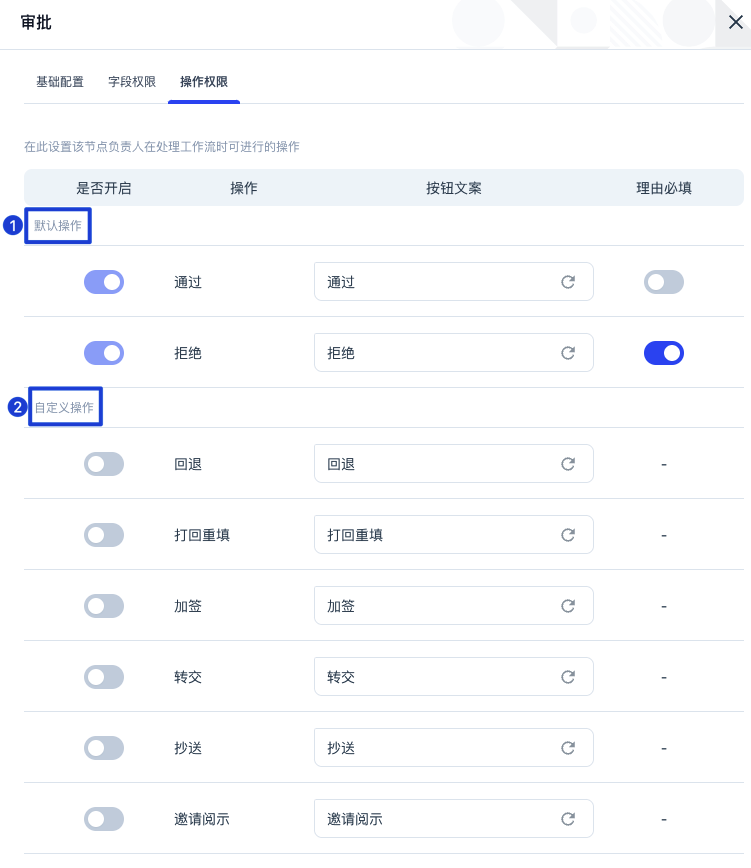 审批
基础配置 字段权限 操作权限
在此设置该节点负责人在处理工作流时可进行的操作
是否开启 操作 按钮文案 理由必填
1 默认操作
通过 通过
拒绝 拒绝
2 自定义操作
回退 回退 -
打回重填 打回重填 -
加签 加签 -
转交 转交 -
抄送 抄送 -
邀请阅示 邀请阅示 -